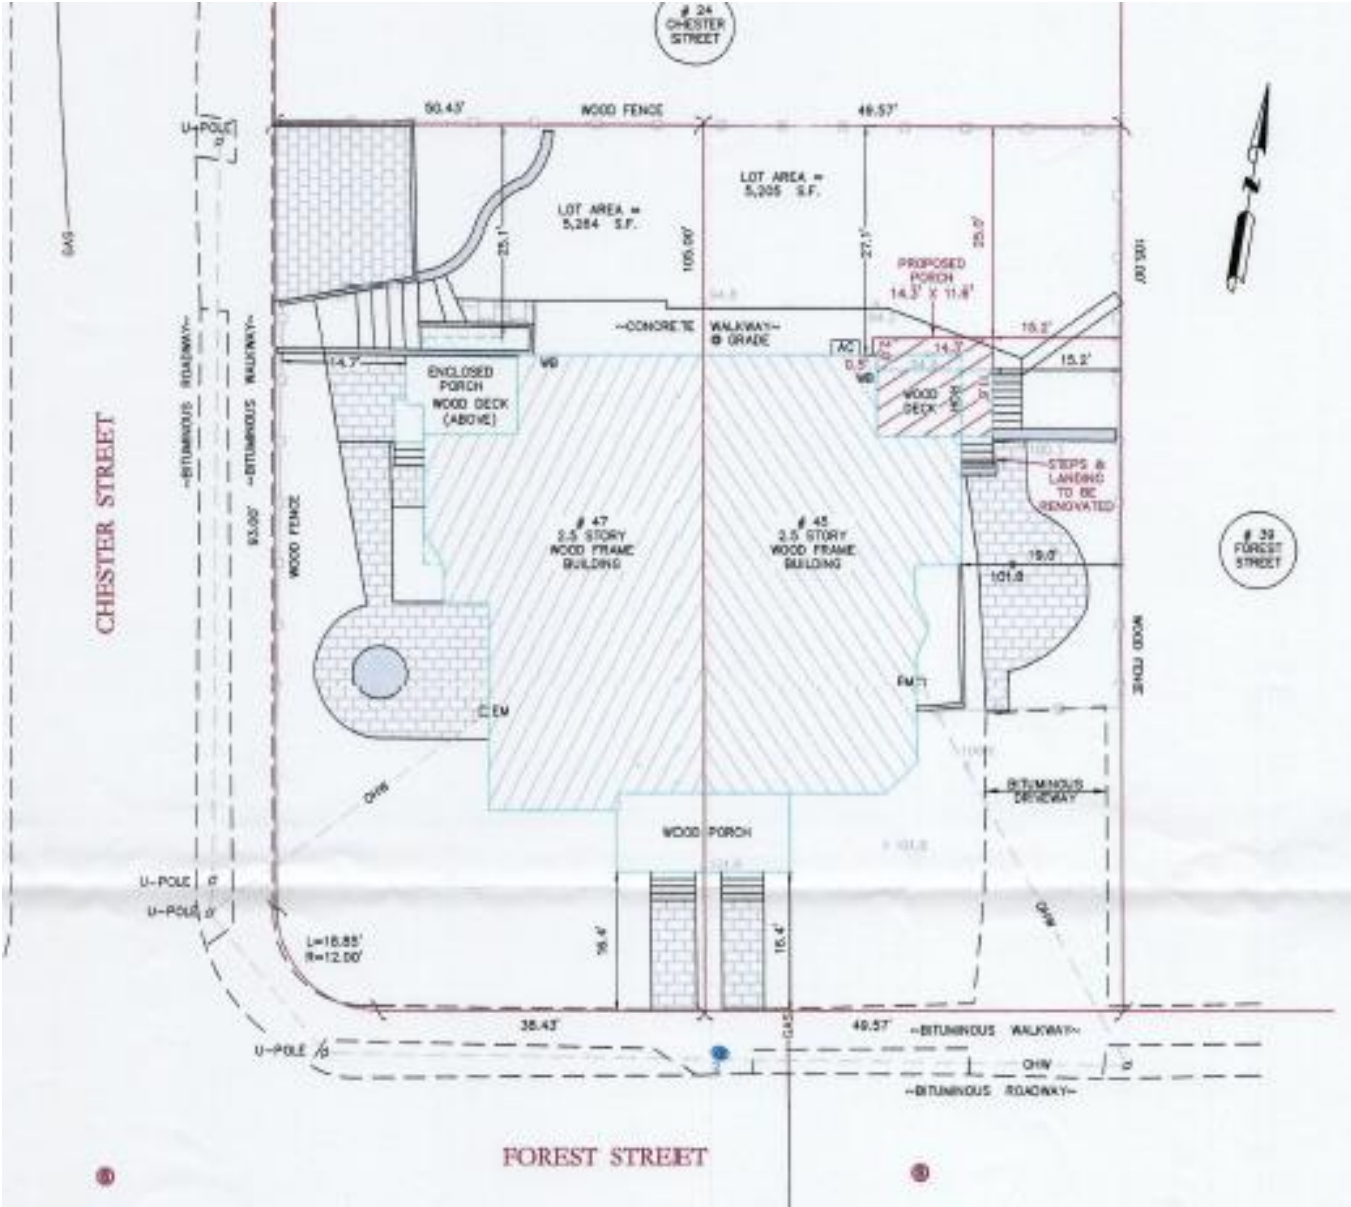 # 24
CHESTER
STREET
50.43'
WOOD FENCE
49.57'
U-POLE
LOT AREA =
5,264 S.F.
LOT AREA =
5,205 S.F.
25.1'
105.00'
27.1'
25.0'
105.00'
GAS
PROPOSED
PORCH
14.3' X 11.6'
~CONCRETE WALKWAY~
@ GRADE
AC
0.5'
14.3'
15.2'
15.2'
14.7'
WB
WB
ENCLOSED
PORCH
WOOD DECK
(ABOVE)
WOOD
DECK
~BITUMINOUS ROADWAY~
~BITUMINOUS WALKWAY~
93.00'
WOOD FENCE
CHESTER STREET
STEPS &
LANDING
TO BE
RENOVATED
# 47
2.5 STORY
WOOD FRAME
BUILDING
# 45
2.5 STORY
WOOD FRAME
BUILDING
19.0'
101.8
# 39
FOREST
STREET
WOOD FENCE
N
EM
OHW
BITUMINOUS
DRIVEWAY
WOOD PORCH
U-POLE
U-POLE
L=18.85'
R=12.00'
16.4'
16.4'
OHW
38.43'
GAS
49.57'
~BITUMINOUS WALKWAY~
U-POLE
OHW
~BITUMINOUS ROADWAY~
FOREST STREET